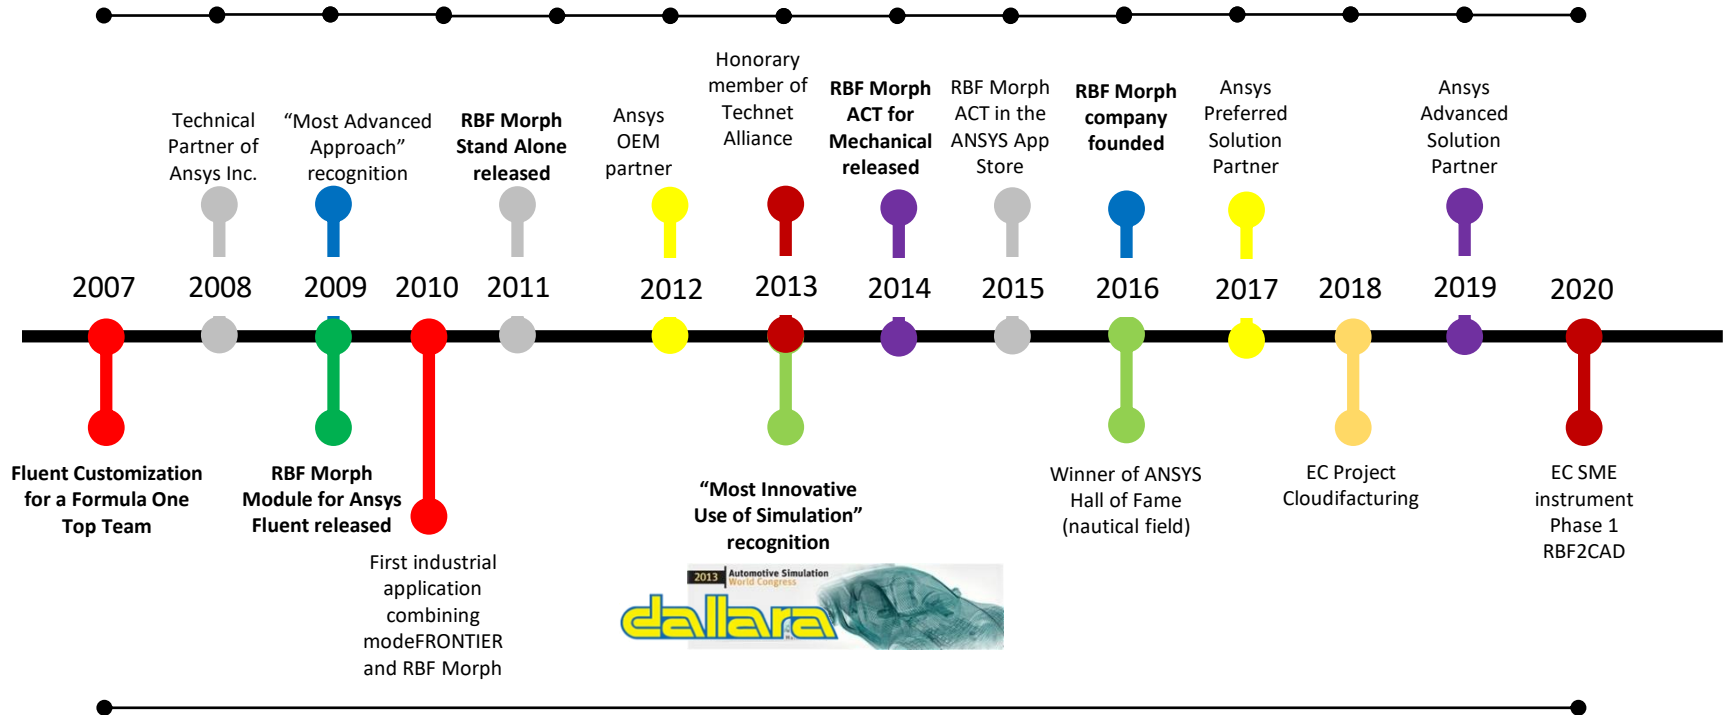 Technical
Partner of
Ansys Inc.
“Most Advanced
Approach”
recognition
RBF Morph
Stand Alone
released
Ansys
OEM
partner
Honorary
member of
Technet
Alliance
RBF Morph
ACT for
Mechanical
released
RBF Morph
ACT in the
ANSYS App
Store
RBF Morph
company
founded
Ansys
Preferred
Solution
Partner
Ansys
Advanced
Solution
Partner
2007
2008
2009
2010
2011
2012
2013
2014
2015
2016
2017
2018
2019
2020
Fluent Customization
for a Formula One
Top Team
RBF Morph
Module for Ansys
Fluent released
First industrial
application
combining
modeFRONTIER
and RBF Morph
“Most Innovative
Use of Simulation”
recognition
2013
Automotive Simulation
World Congress
dallara
Winner of ANSYS
Hall of Fame
(nautical field)
EC Project
Cloudifacturing
EC SME
instrument
Phase 1
RBF2CAD